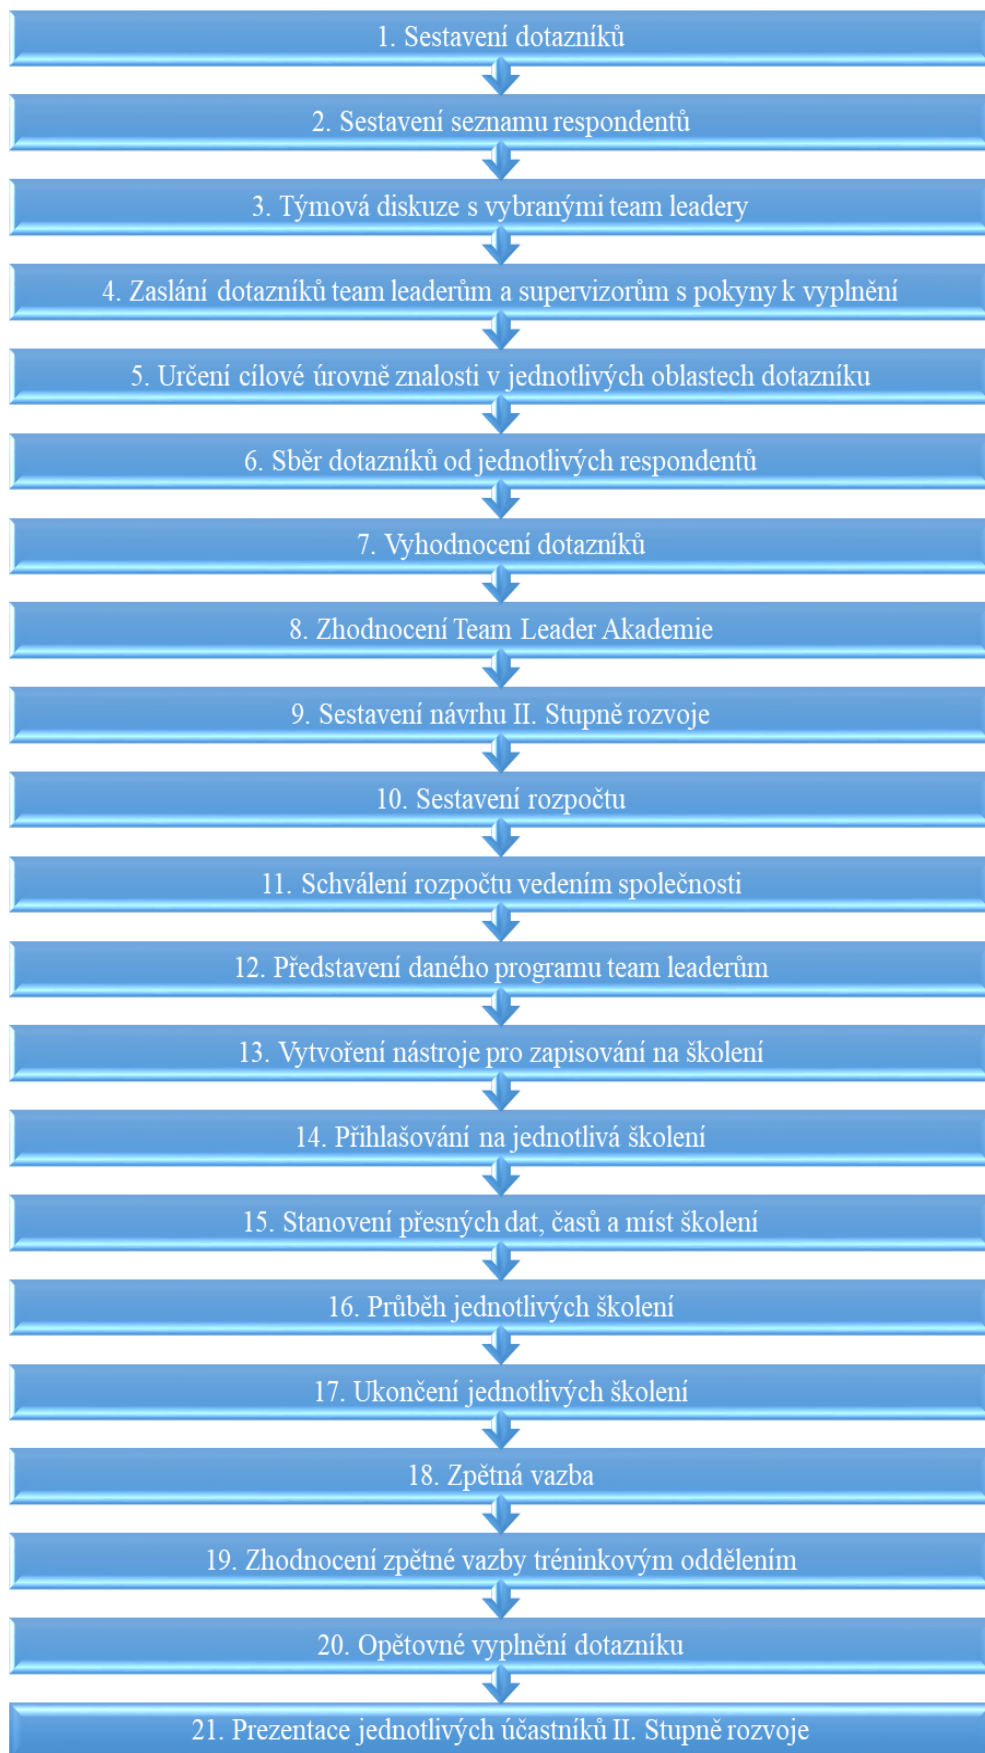 1. Sestavení dotazníků
2. Sestavení seznamu respondentů
3. Týmová diskuze s vybranými team leadery
4. Zaslání dotazníků team leaderům a supervizorům s pokyny k vyplnění
5. Určení cílové úrovně znalosti v jednotlivých oblastech dotazníku
6. Sběr dotazníků od jednotlivých respondentů
7. Vyhodnocení dotazníků
8. Zhodnocení Team Leader Akademie
9. Sestavení návrhu II. Stupně rozvoje
10. Sestavení rozpočtu
11. Schválení rozpočtu vedením společnosti
12. Představení daného programu team leaderům
13. Vytvoření nástroje pro zapisování na školení
14. Přihlašování na jednotlivá školení
15. Stanovení přesných dat, časů a míst školení
16. Průběh jednotlivých školení
17. Ukončení jednotlivých školení
18. Zpětná vazba
19. Zhodnocení zpětné vazby tréninkovým oddělením
20. Opětovné vyplnění dotazníku
21. Prezentace jednotlivých účastníků II. Stupně rozvoje